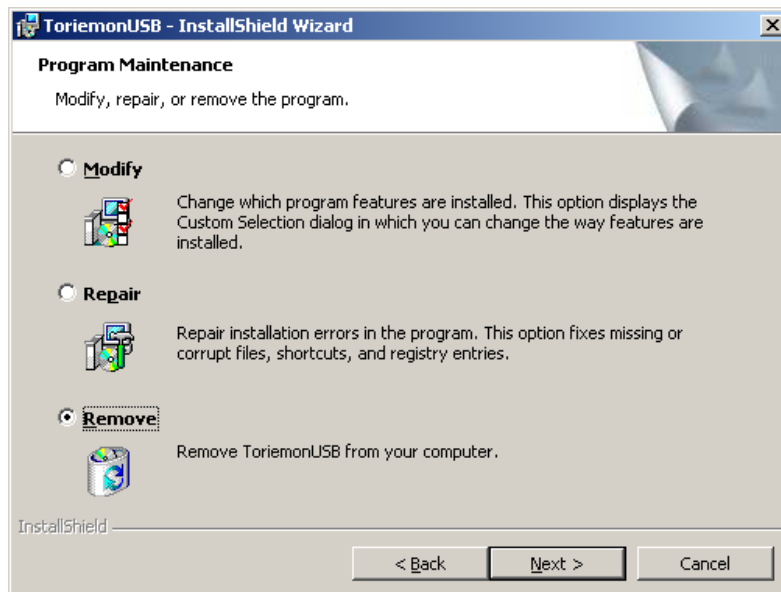 ToriemonUSB - InstallShield Wizard
Program Maintenance
Modify, repair, or remove the program.
Modify
Change which program features are installed. This option displays the
Custom Selection dialog in which you can change the way features are
installed.
Repair
Repair installation errors in the program. This option fixes missing or
corrupt files, shortcuts, and registry entries.
Remove
Remove ToriemonUSB from your computer.
InstallShield
< Back
Next >
Cancel